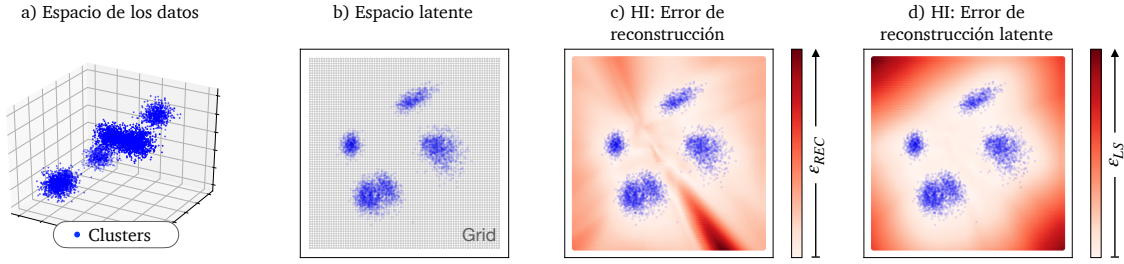 a) Espacio de los datos
b) Espacio latente
c) HI: Error de
reconstrucción
d) HI: Error de
reconstrucción latente
Clusters
Grid
ε_REC
ε_LS